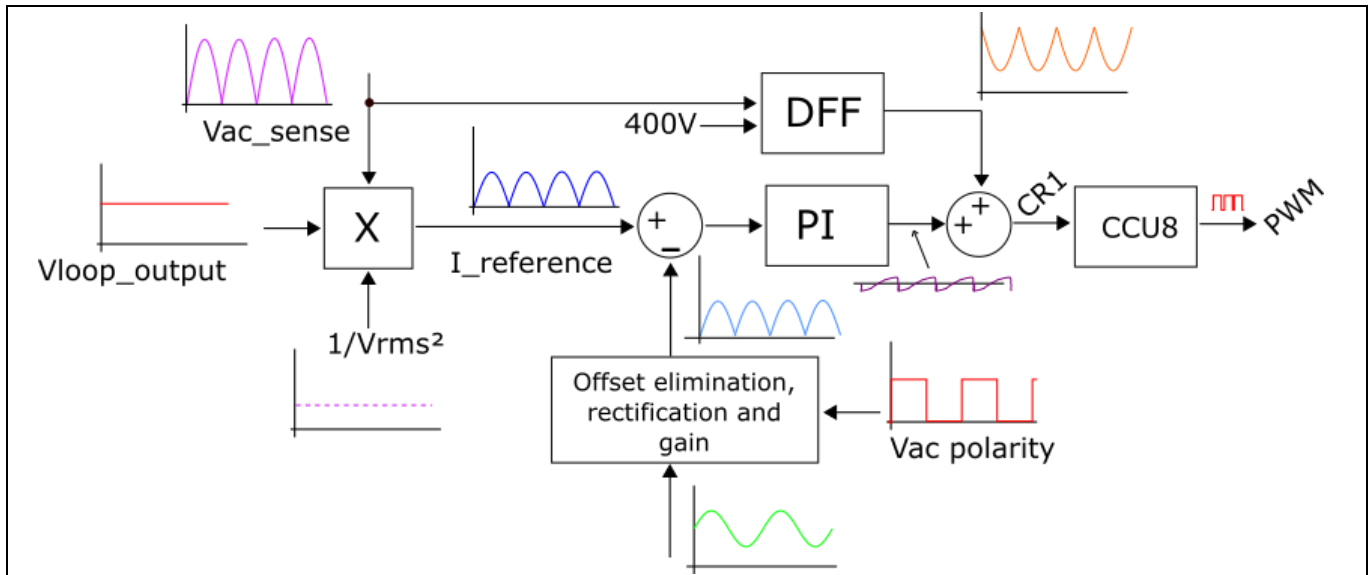 Vac_sense
400V
DFF
Vloop_output
X
I_reference
+
−
PI
+
+
CR1
CCU8
PWM
1/Vrms²
Offset elimination,
rectification and
gain
Vac polarity